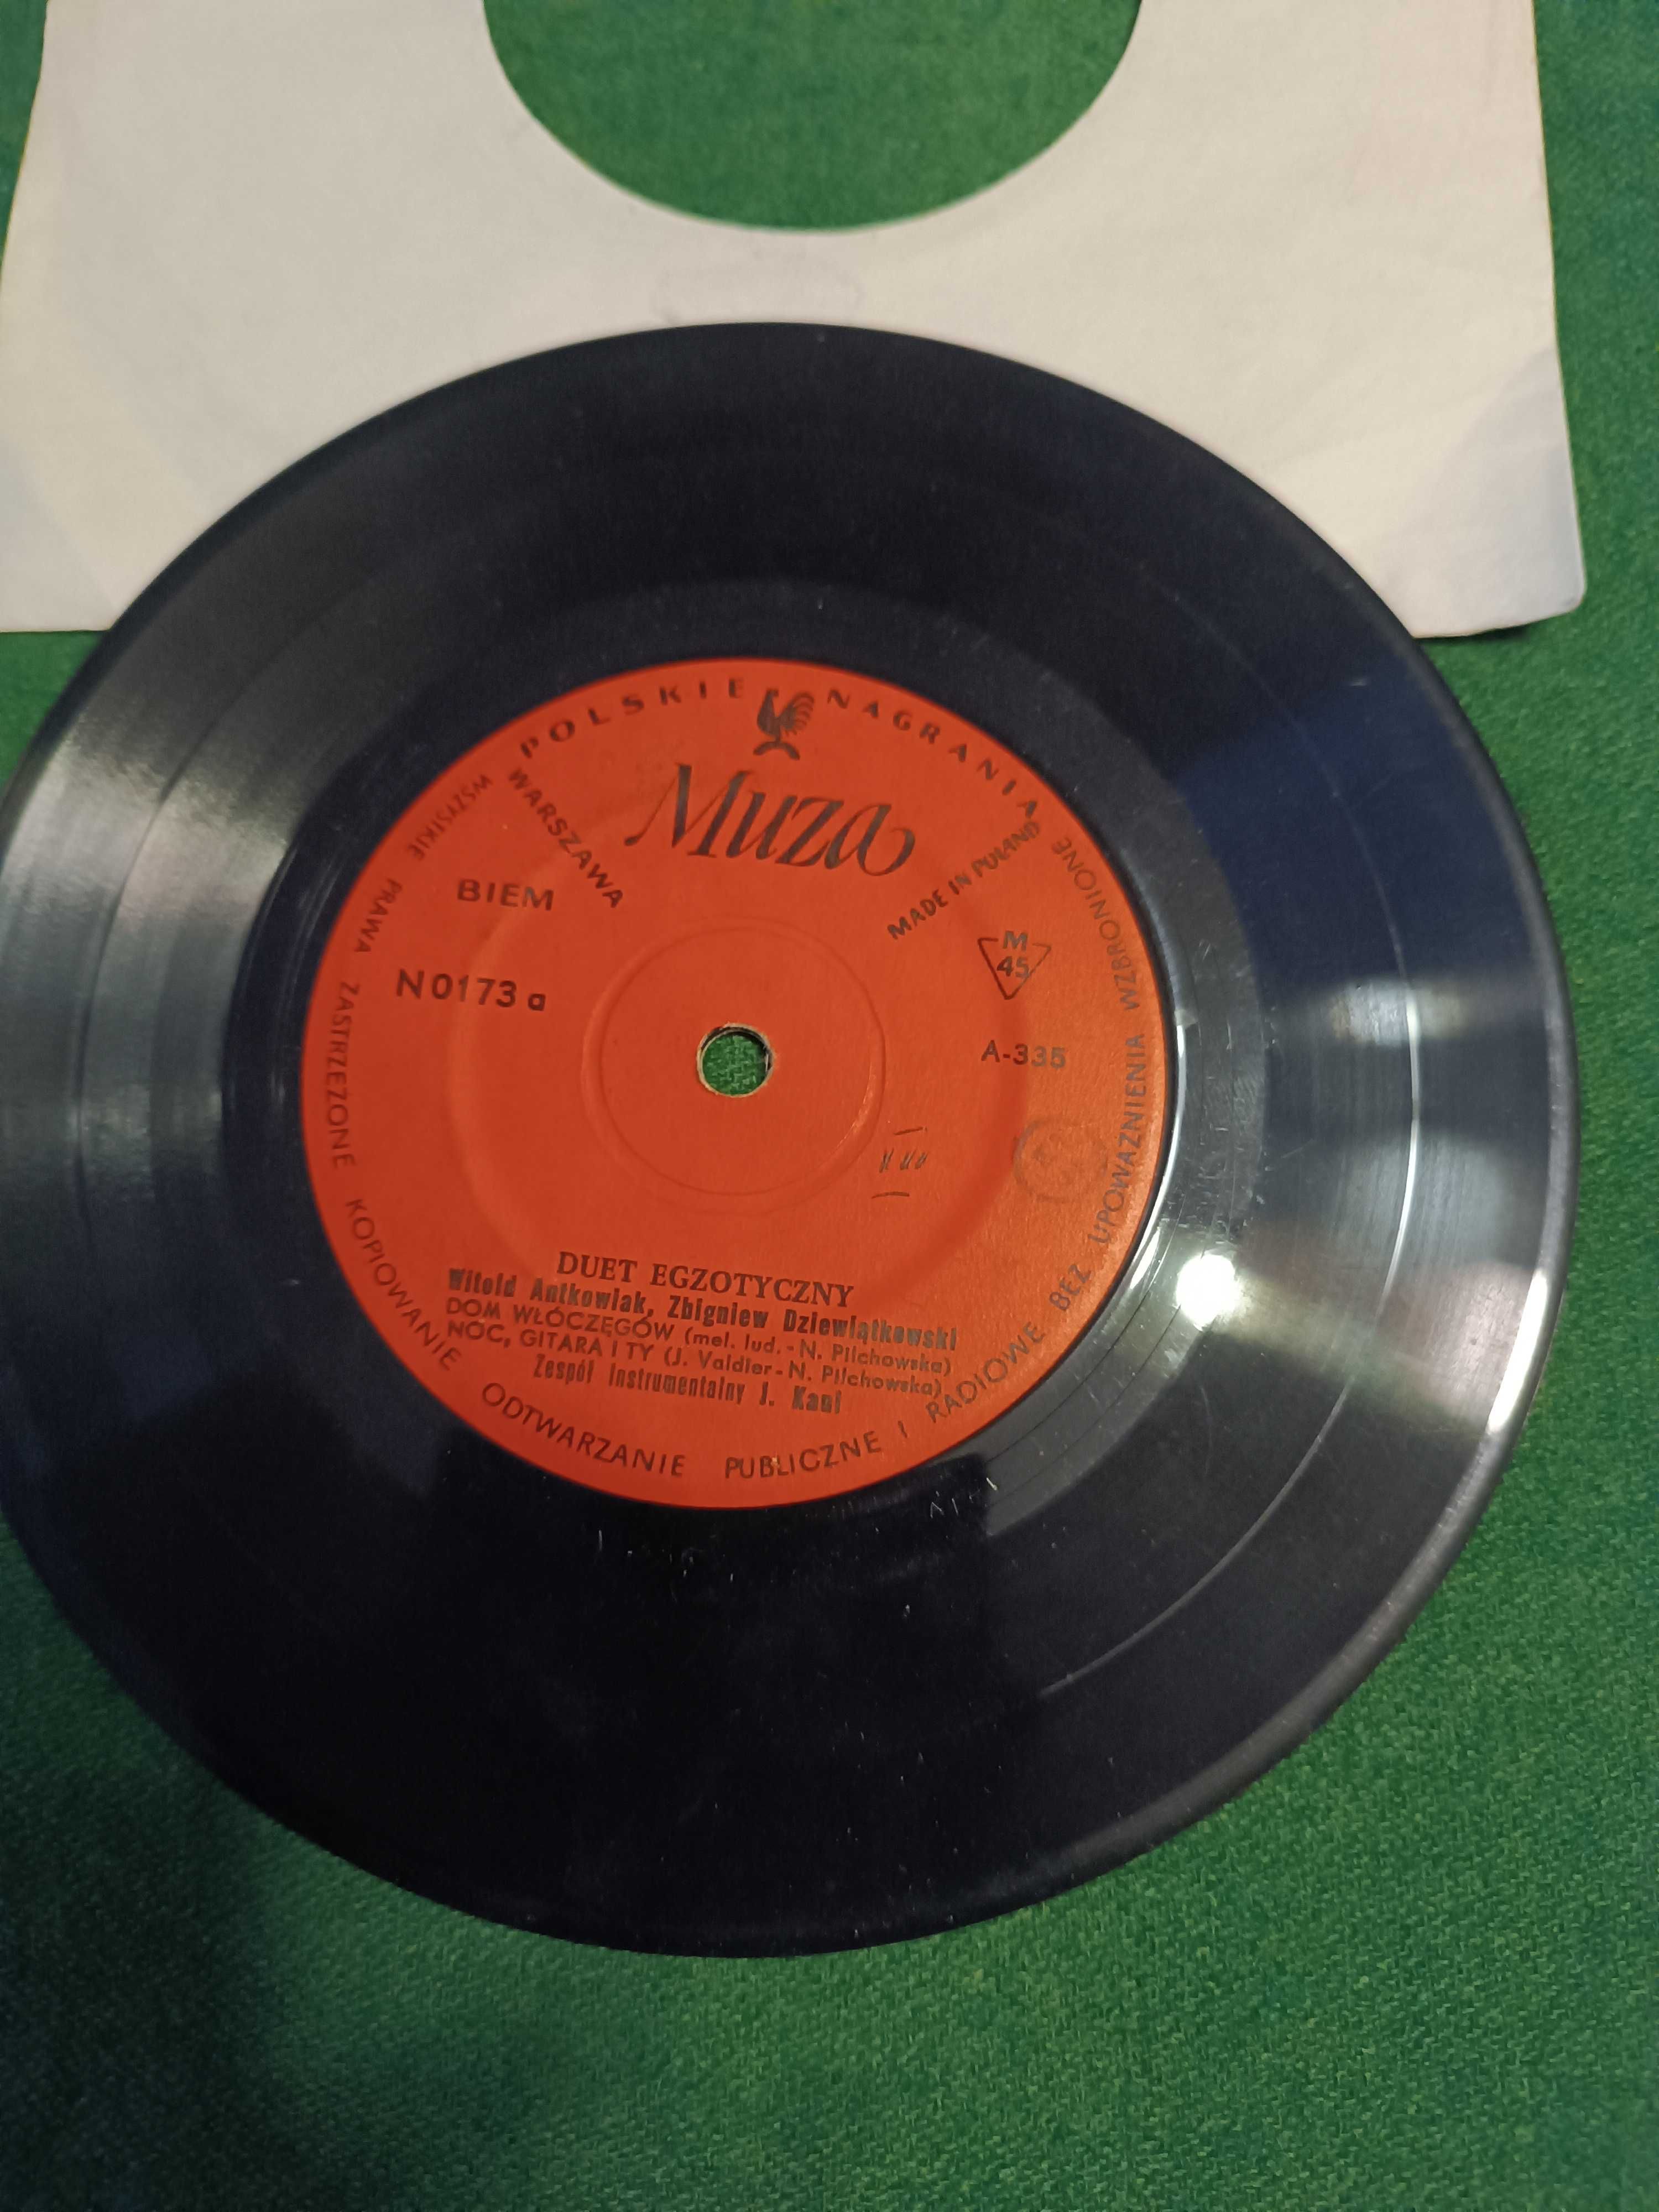 POLSKIE NAGRANIA
WARSZAWA
Muza
MADE IN POLAND
BIEM
N0173 a
M
45
A-335
DUET EGZOTYCZNY
Witold Antkowiak, Zbigniew Dziewiątkowski
DOM WŁÓCZĘGÓW (mel. lud. - N. Pilchowska)
NOC, GITARA I TY (J. Valdier - N. Pilchowska)
Zespół instrumentalny J. Kani
WSZYSTKIE PRAWA ZASTRZEŻONE KOPIOWANIE ODTWARZANIE PUBLICZNE I RADIOWE BEZ UPOWAŻNIENIA WZBRONIONE